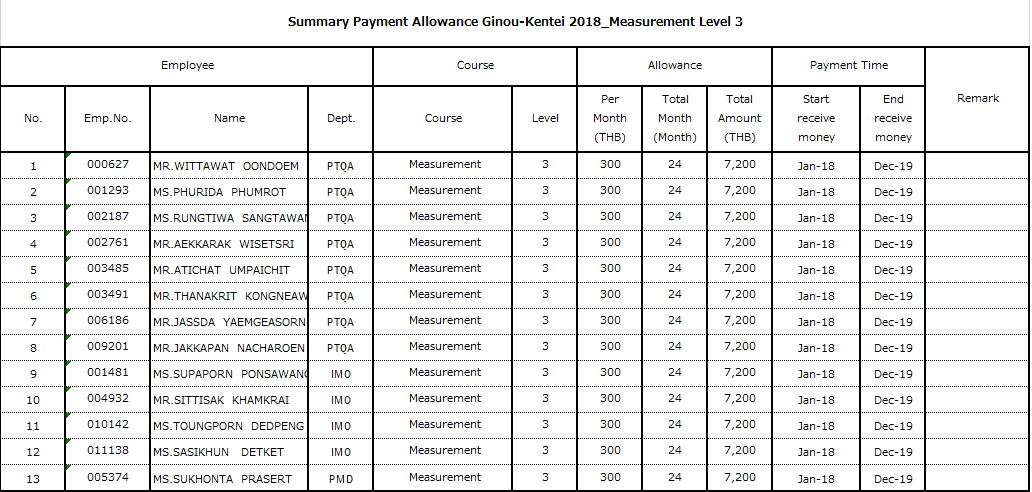 Summary Payment Allowance Ginou-Kentei 2018_Measurement Level 3
Employee Course Allowance Payment Time Remark
No. Emp.No. Name Dept. Course Level Per Month (THB) Total Month (Month) Total Amount (THB) Start receive money End receive money
1 000627 MR.WITTAWAT OONDOEM PTQA Measurement 3 300 24 7,200 Jan-18 Dec-19
2 001293 MS.PHURIDA PHUMROT PTQA Measurement 3 300 24 7,200 Jan-18 Dec-19
3 002187 MS.RUNGTIWA SANGTAWAN PTQA Measurement 3 300 24 7,200 Jan-18 Dec-19
4 002761 MR.AEKKARAK WISETSRI PTQA Measurement 3 300 24 7,200 Jan-18 Dec-19
5 003485 MR.ATICHAT UMPAICHIT PTQA Measurement 3 300 24 7,200 Jan-18 Dec-19
6 003491 MR.THANAKRIT KONGNEAW PTQA Measurement 3 300 24 7,200 Jan-18 Dec-19
7 006186 MR.JASSDA YAEMGEASORN PTQA Measurement 3 300 24 7,200 Jan-18 Dec-19
8 009201 MR.JAKKAPAN NACHAROEN PTQA Measurement 3 300 24 7,200 Jan-18 Dec-19
9 001481 MS.SUPAPORN PONSAWANG IMO Measurement 3 300 24 7,200 Jan-18 Dec-19
10 004932 MR.SITTISAK KHAMKRAI IMO Measurement 3 300 24 7,200 Jan-18 Dec-19
11 010142 MS.TOUNGPORN DEDPENG IMO Measurement 3 300 24 7,200 Jan-18 Dec-19
12 011138 MS.SASIKHUN DETKET IMO Measurement 3 300 24 7,200 Jan-18 Dec-19
13 005374 MS.SUKHONTA PRASERT PMD Measurement 3 300 24 7,200 Jan-18 Dec-19